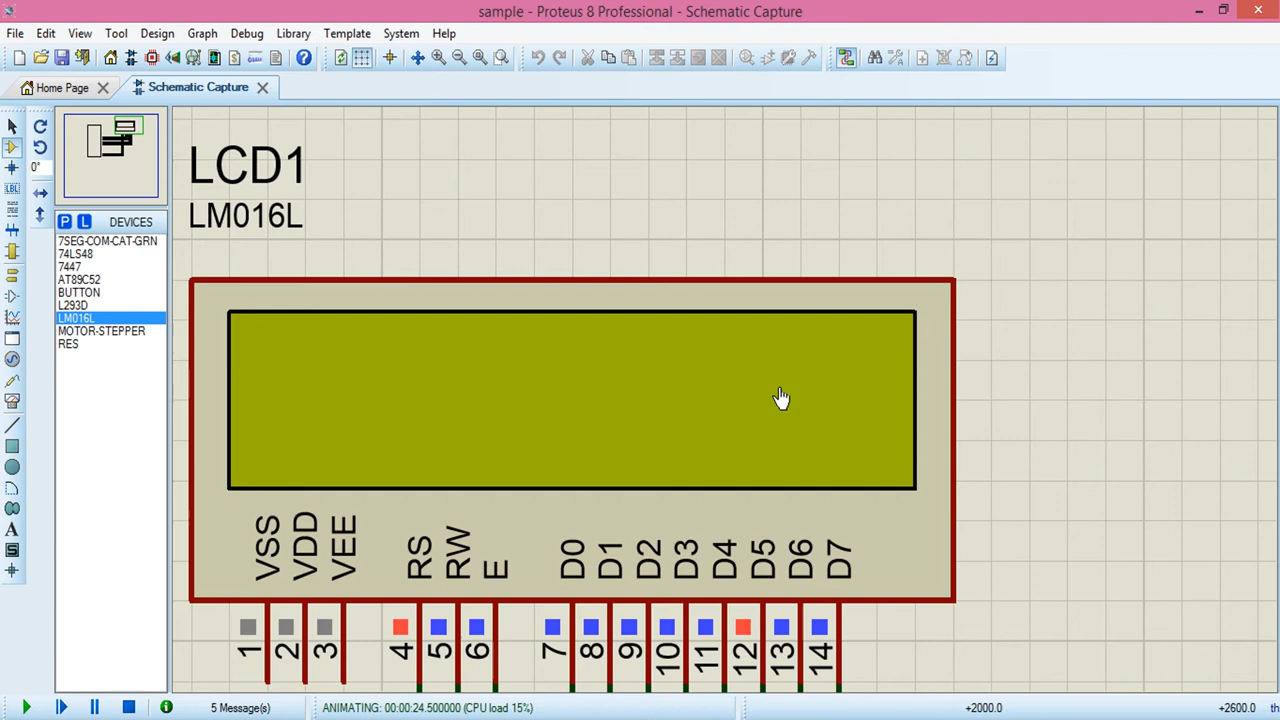 sample - Proteus 8 Professional - Schematic Capture
File Edit View Tool Design Graph Debug Library Template System Help
Home Page
Schematic Capture
0°
LBL
A
P L DEVICES
7SEG-COM-CAT-GRN
74LS48
7447
AT89C52
BUTTON
L293D
LM016L
MOTOR-STEPPER
RES
LCD1
LM016L
VSS VDD VEE RS RW E D0 D1 D2 D3 D4 D5 D6 D7
1 2 3 4 5 6 7 8 9 10 11 12 13 14
5 Message(s)
ANIMATING: 00:00:24.500000 (CPU load 15%)
+2000.0
+2600.0
th